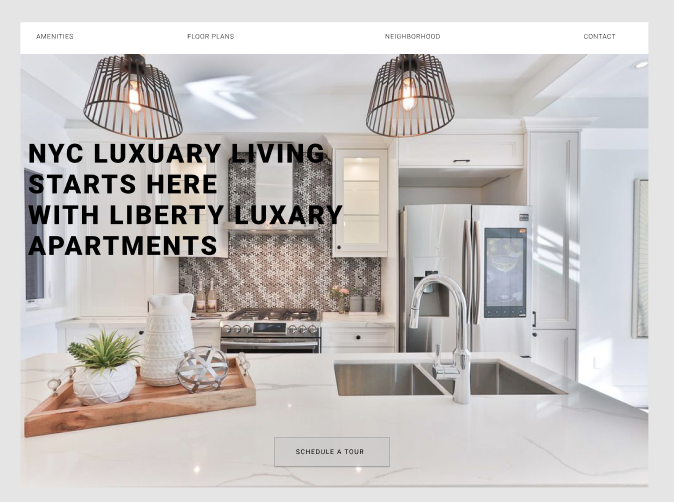 AMENITIES FLOOR PLANS NEIGHBORHOOD CONTACT
NYC LUXUARY LIVING
STARTS HERE
WITH LIBERTY LUXARY
APARTMENTS
SCHEDULE A TOUR